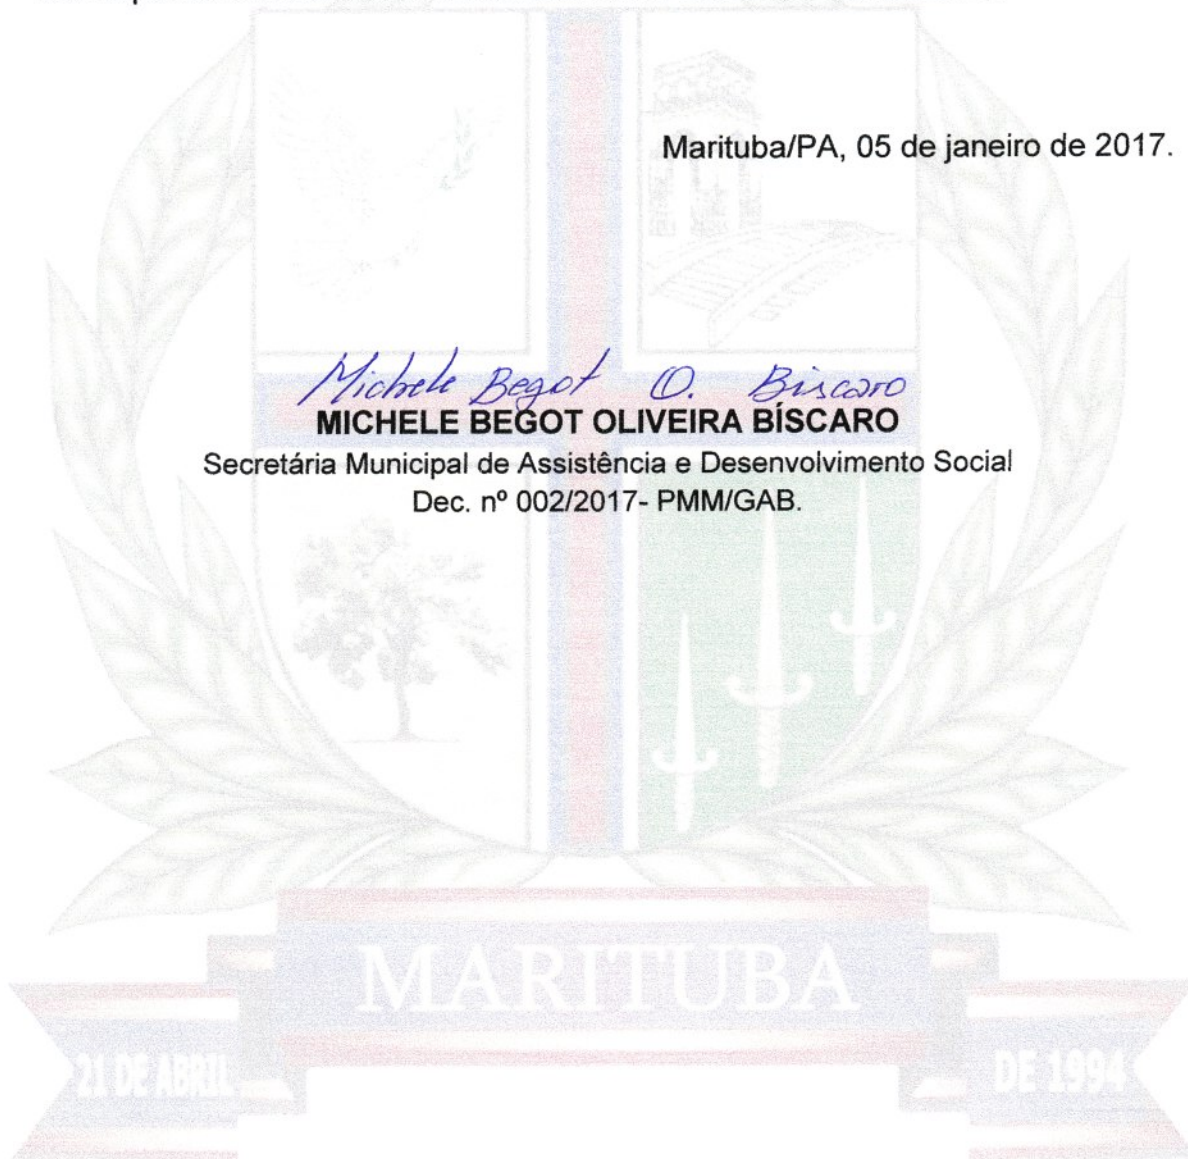 Marituba/PA, 05 de janeiro de 2017.
Michele Begot O. Biscaro
MICHELE BEGOT OLIVEIRA BÍSCARO
Secretária Municipal de Assistência e Desenvolvimento Social
Dec. nº 002/2017- PMM/GAB.
MARITUBA
21 DE ABRIL
DE 1994